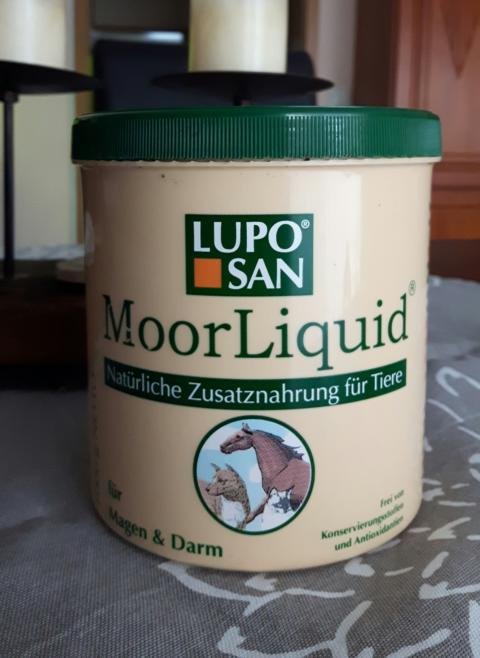 LUPO®
SAN
MoorLiquid®
Natürliche Zusatznahrung für Tiere
für
Magen & Darm
Frei von
Konservierungsstoffen
und Antioxidantien